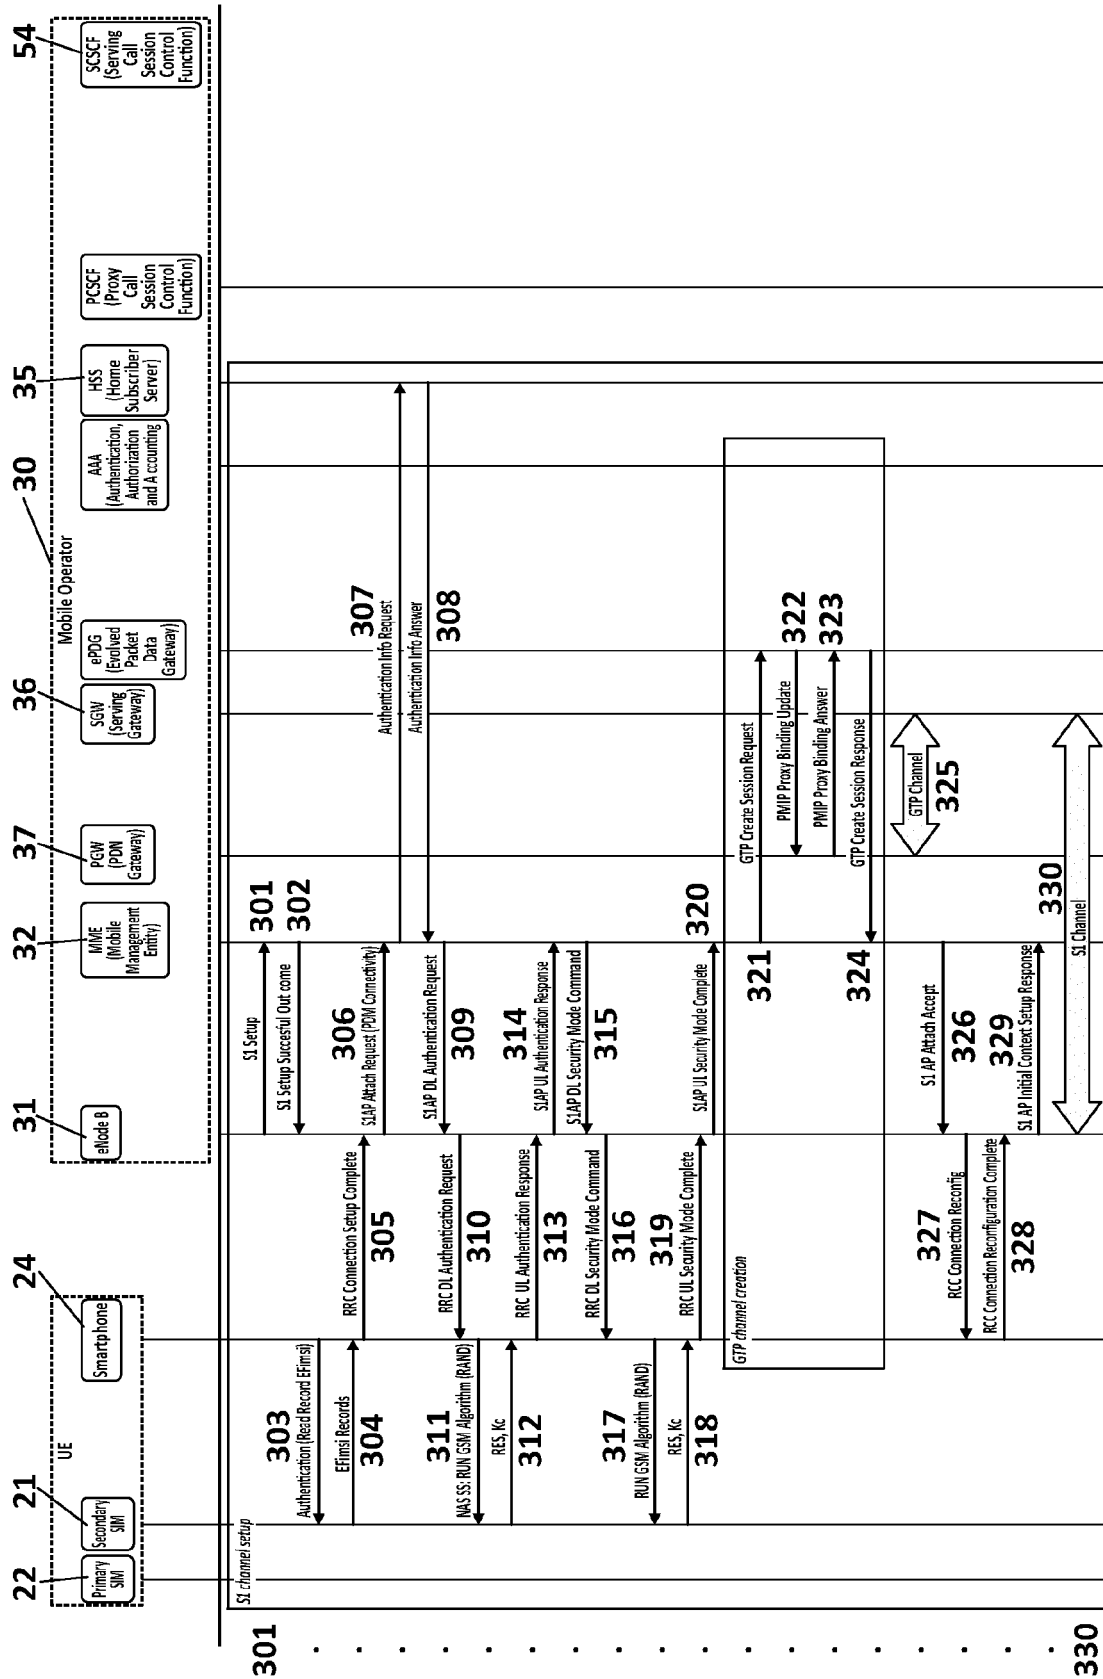 22
21
24
31
32
37
36
30
35
54
UE
Mobile Operator
Primary
SIM
Secondary
SIM
Smartphone
eNode B
MME
(Mobile
Management
Entity)
PGW
(PDN
Gateway)
SGW
(Serving
Gateway)
ePDG
(Evolved
Packet
Data
Gateway)
AAA
(Authentication,
Authorization
and A ccounting
HSS
(Home
Subscriber
Server)
PCSCF
(Proxy
Call
Session
Control
Function)
SCSCF
(Serving
Call
Session
Control
Function)
301
S1 channel setup
S1 Setup
301
S1 Setup Succesful Out come
302
303
Authentication (Read Record EFimsi)
EFimsi Records
304
RRC Connection Setup Complete
305
306
S1AP Attach Request (PDM Connectivity)
307
Authentication Info Request
Authentication Info Answer
308
S1AP DL Authentication Request
309
RRC DL Authentication Request
310
311
NAS SS: RUN GSM Algorithm (RAND)
RES, Kc
312
RRC UL Authentication Response
313
314
S1AP UL Authentication Response
S1AP DL Security Mode Command
315
RRC DL Security Mode Command
316
317
RUN GSM Algorithm (RAND)
RES, Kc
318
319
RRC UL Security Mode Complete
S1AP UL Security Mode Complete
320
GTP channel creation
321
GTP Create Session Request
PMIP Proxy Binding Update
322
PMIP Proxy Binding Answer
323
GTP Create Session Response
324
GTP Channel
325
S1 AP Attach Accept
326
327
RCC Connection Reconfig
RCC Connection Reconfiguration Complete
328
329
S1 AP Initial Context Setup Response
330
S1 Channel
330